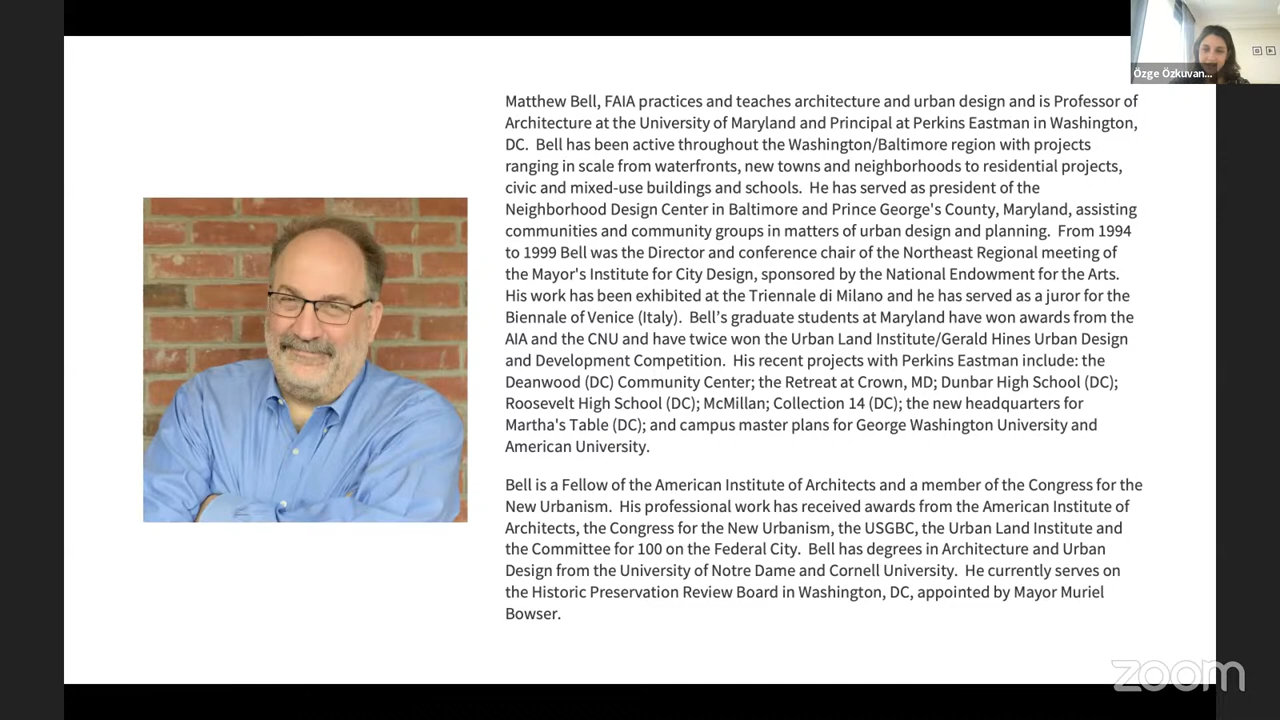 Özge Özkuvan...
Matthew Bell, FAIA practices and teaches architecture and urban design and is Professor of
Architecture at the University of Maryland and Principal at Perkins Eastman in Washington,
DC.  Bell has been active throughout the Washington/Baltimore region with projects
ranging in scale from waterfronts, new towns and neighborhoods to residential projects,
civic and mixed-use buildings and schools.  He has served as president of the
Neighborhood Design Center in Baltimore and Prince George's County, Maryland, assisting
communities and community groups in matters of urban design and planning.  From 1994
to 1999 Bell was the Director and conference chair of the Northeast Regional meeting of
the Mayor's Institute for City Design, sponsored by the National Endowment for the Arts.
His work has been exhibited at the Triennale di Milano and he has served as a juror for the
Biennale of Venice (Italy).  Bell’s graduate students at Maryland have won awards from the
AIA and the CNU and have twice won the Urban Land Institute/Gerald Hines Urban Design
and Development Competition.  His recent projects with Perkins Eastman include: the
Deanwood (DC) Community Center; the Retreat at Crown, MD; Dunbar High School (DC);
Roosevelt High School (DC); McMillan; Collection 14 (DC); the new headquarters for
Martha's Table (DC); and campus master plans for George Washington University and
American University.
Bell is a Fellow of the American Institute of Architects and a member of the Congress for the
New Urbanism.  His professional work has received awards from the American Institute of
Architects, the Congress for the New Urbanism, the USGBC, the Urban Land Institute and
the Committee for 100 on the Federal City.  Bell has degrees in Architecture and Urban
Design from the University of Notre Dame and Cornell University.  He currently serves on
the Historic Preservation Review Board in Washington, DC, appointed by Mayor Muriel
Bowser.
zoom